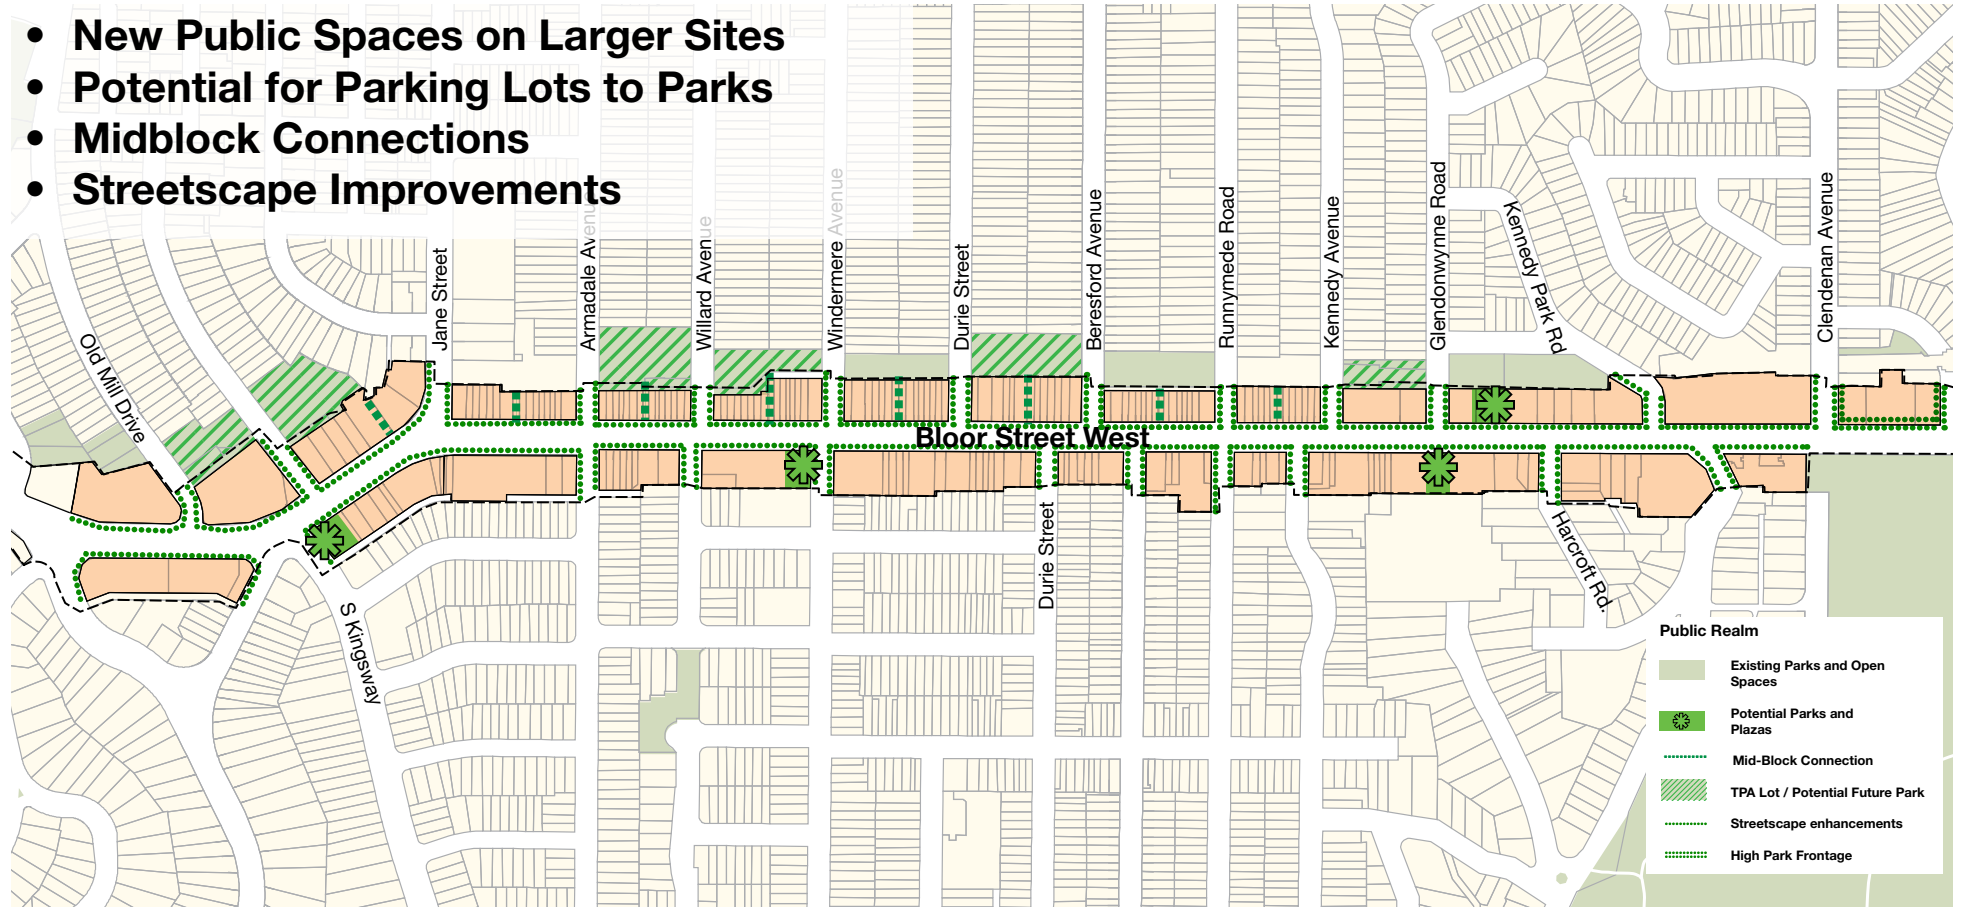 • New Public Spaces on Larger Sites
• Potential for Parking Lots to Parks
• Midblock Connections
• Streetscape Improvements
Old Mill Drive
Jane Street
Armadale Avenue
Willard Avenue
Windermere Avenue
Durie Street
Beresford Avenue
Runnymede Road
Kennedy Avenue
Glendonwynne Road
Kennedy Park Rd
Clendenan Avenue
Bloor Street West
S Kingsway
Durie Street
Harcroft Rd.
Public Realm
Existing Parks and Open
Spaces
Potential Parks and
Plazas
Mid-Block Connection
TPA Lot / Potential Future Park
Streetscape enhancements
High Park Frontage